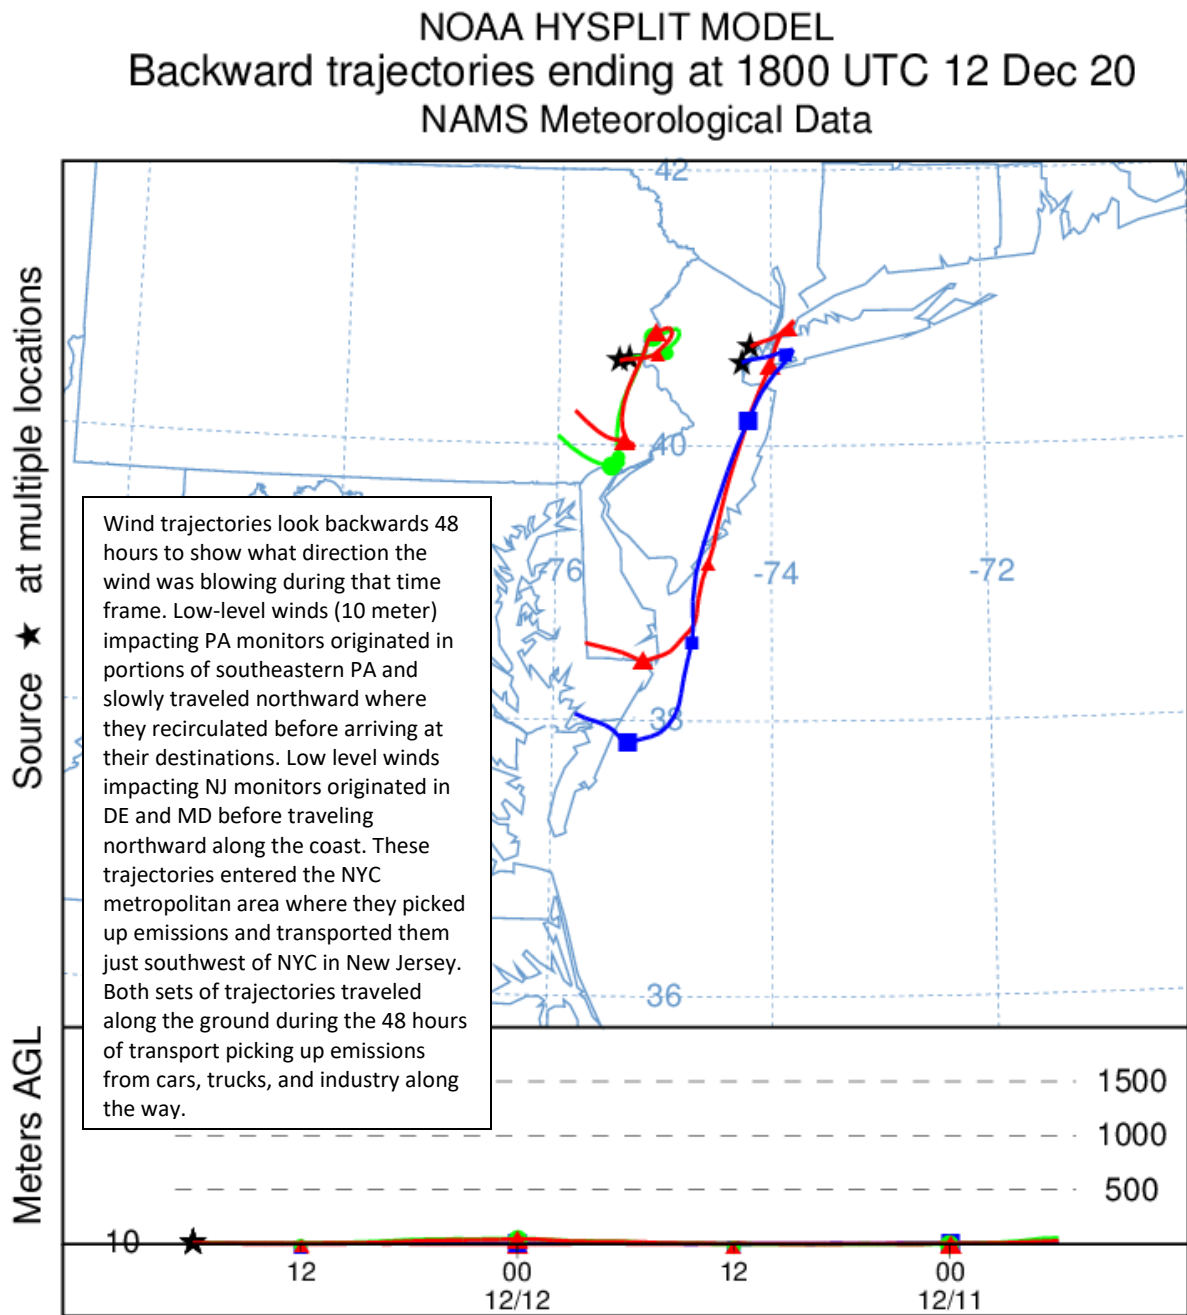 NOAA HYSPLIT MODEL
Backward trajectories ending at 1800 UTC 12 Dec 20
NAMS Meteorological Data
Source ★ at multiple locations
42
40
-76
-74
-72
38
36
Wind trajectories look backwards 48
hours to show what direction the
wind was blowing during that time
frame. Low-level winds (10 meter)
impacting PA monitors originated in
portions of southeastern PA and
slowly traveled northward where
they recirculated before arriving at
their destinations. Low level winds
impacting NJ monitors originated in
DE and MD before traveling
northward along the coast. These
trajectories entered the NYC
metropolitan area where they picked
up emissions and transported them
just southwest of NYC in New Jersey.
Both sets of trajectories traveled
along the ground during the 48 hours
of transport picking up emissions
from cars, trucks, and industry along
the way.
Meters AGL
1500
1000
500
10
12 00 12 00
12/12 12/11